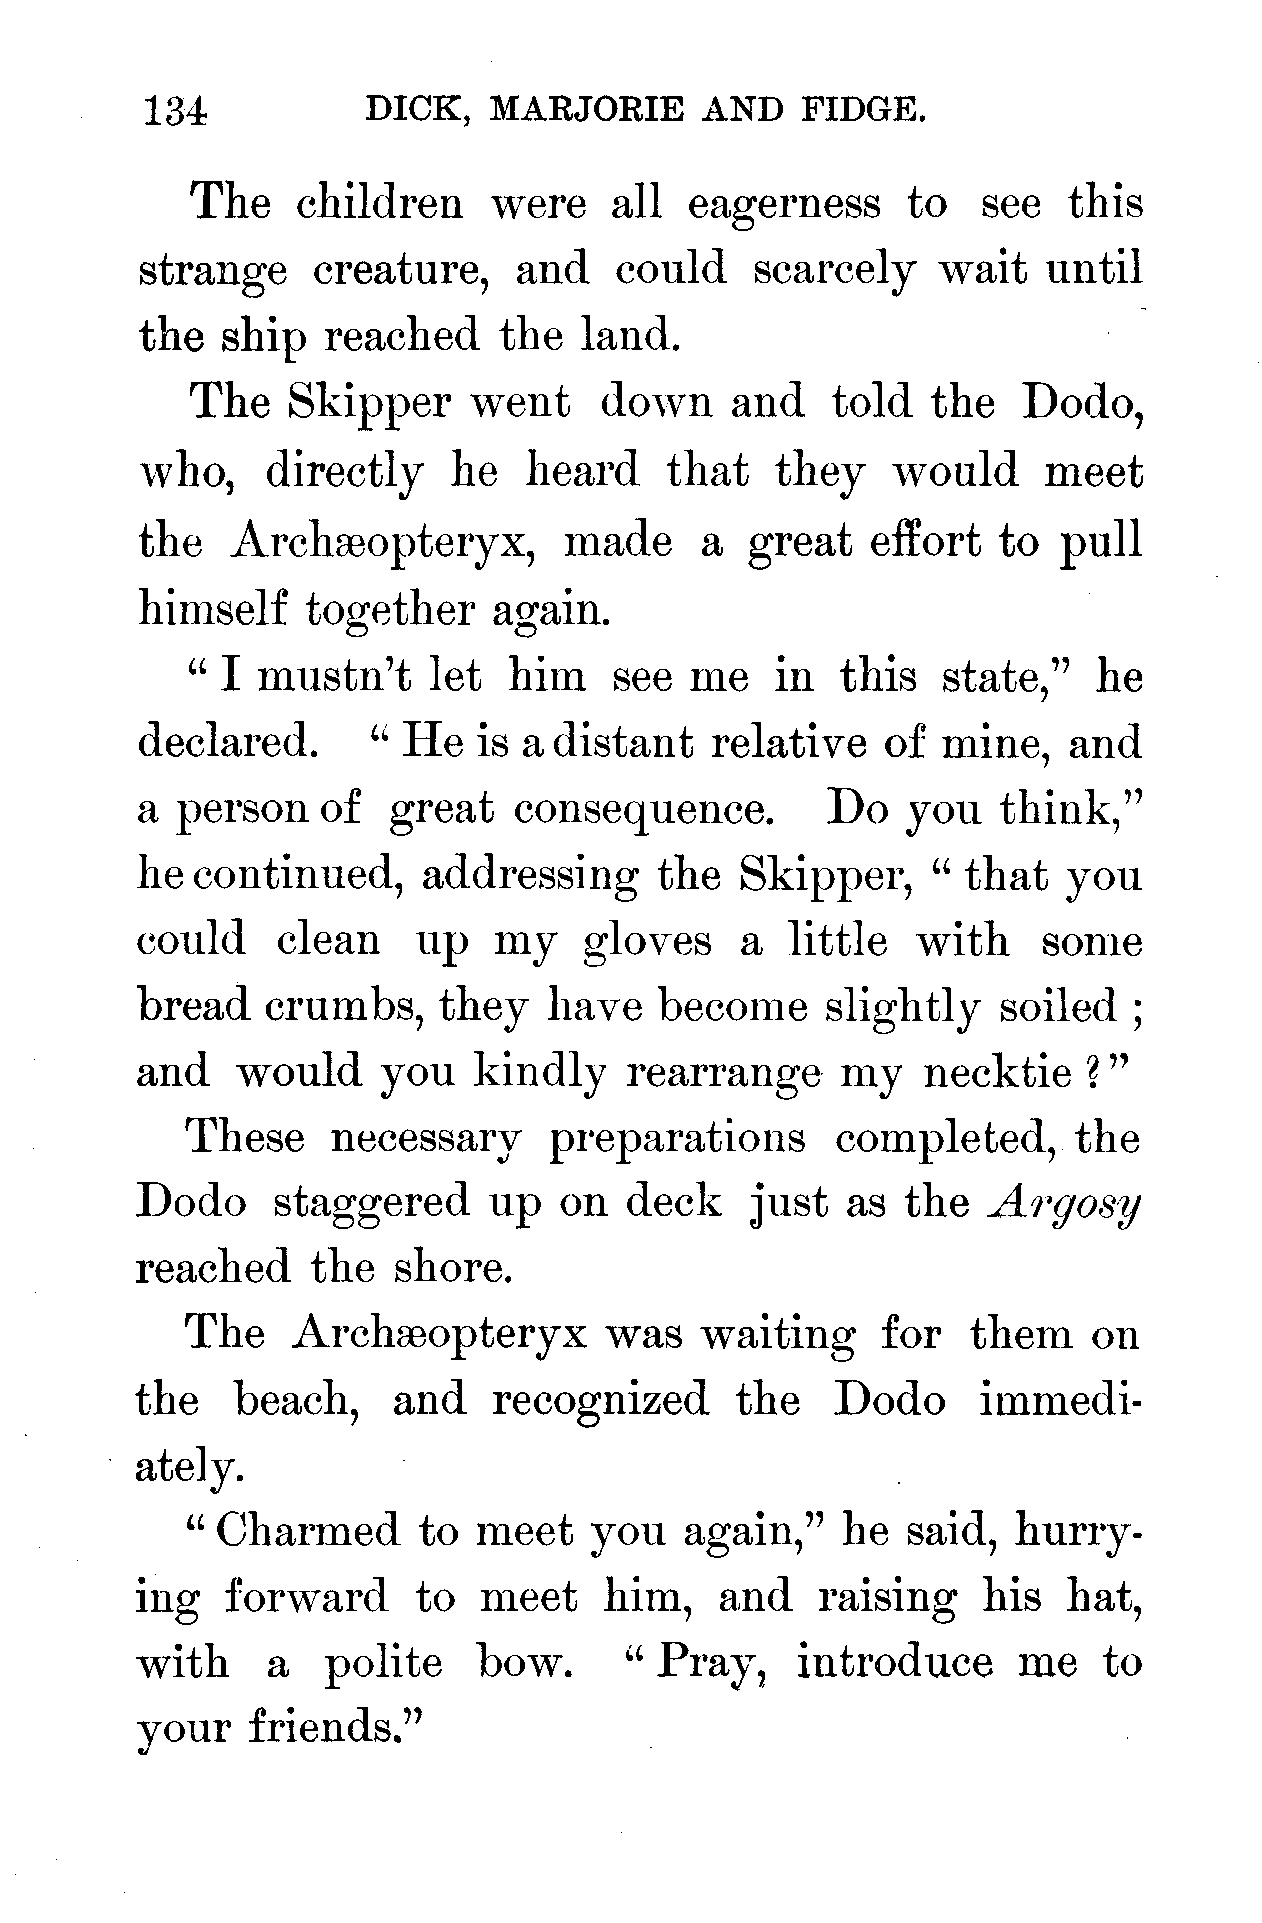 134 DICK, MARJORIE AND FIDGE.
The children were all eagerness to see this
strange creature, and could scarcely wait until
the ship reached the land.
The Skipper went down and told the Dodo,
who, directly he heard that they would meet
the Archæopteryx, made a great effort to pull
himself together again.
“ I mustn’t let him see me in this state,” he
declared. “ He is a distant relative of mine, and
a person of great consequence. Do you think,”
he continued, addressing the Skipper, “ that you
could clean up my gloves a little with some
bread crumbs, they have become slightly soiled ;
and would you kindly rearrange my necktie ? ”
These necessary preparations completed, the
Dodo staggered up on deck just as the Argosy
reached the shore.
The Archæopteryx was waiting for them on
the beach, and recognized the Dodo immedi-
ately.
“ Charmed to meet you again,” he said, hurry-
ing forward to meet him, and raising his hat,
with a polite bow. “ Pray, introduce me to
your friends.”